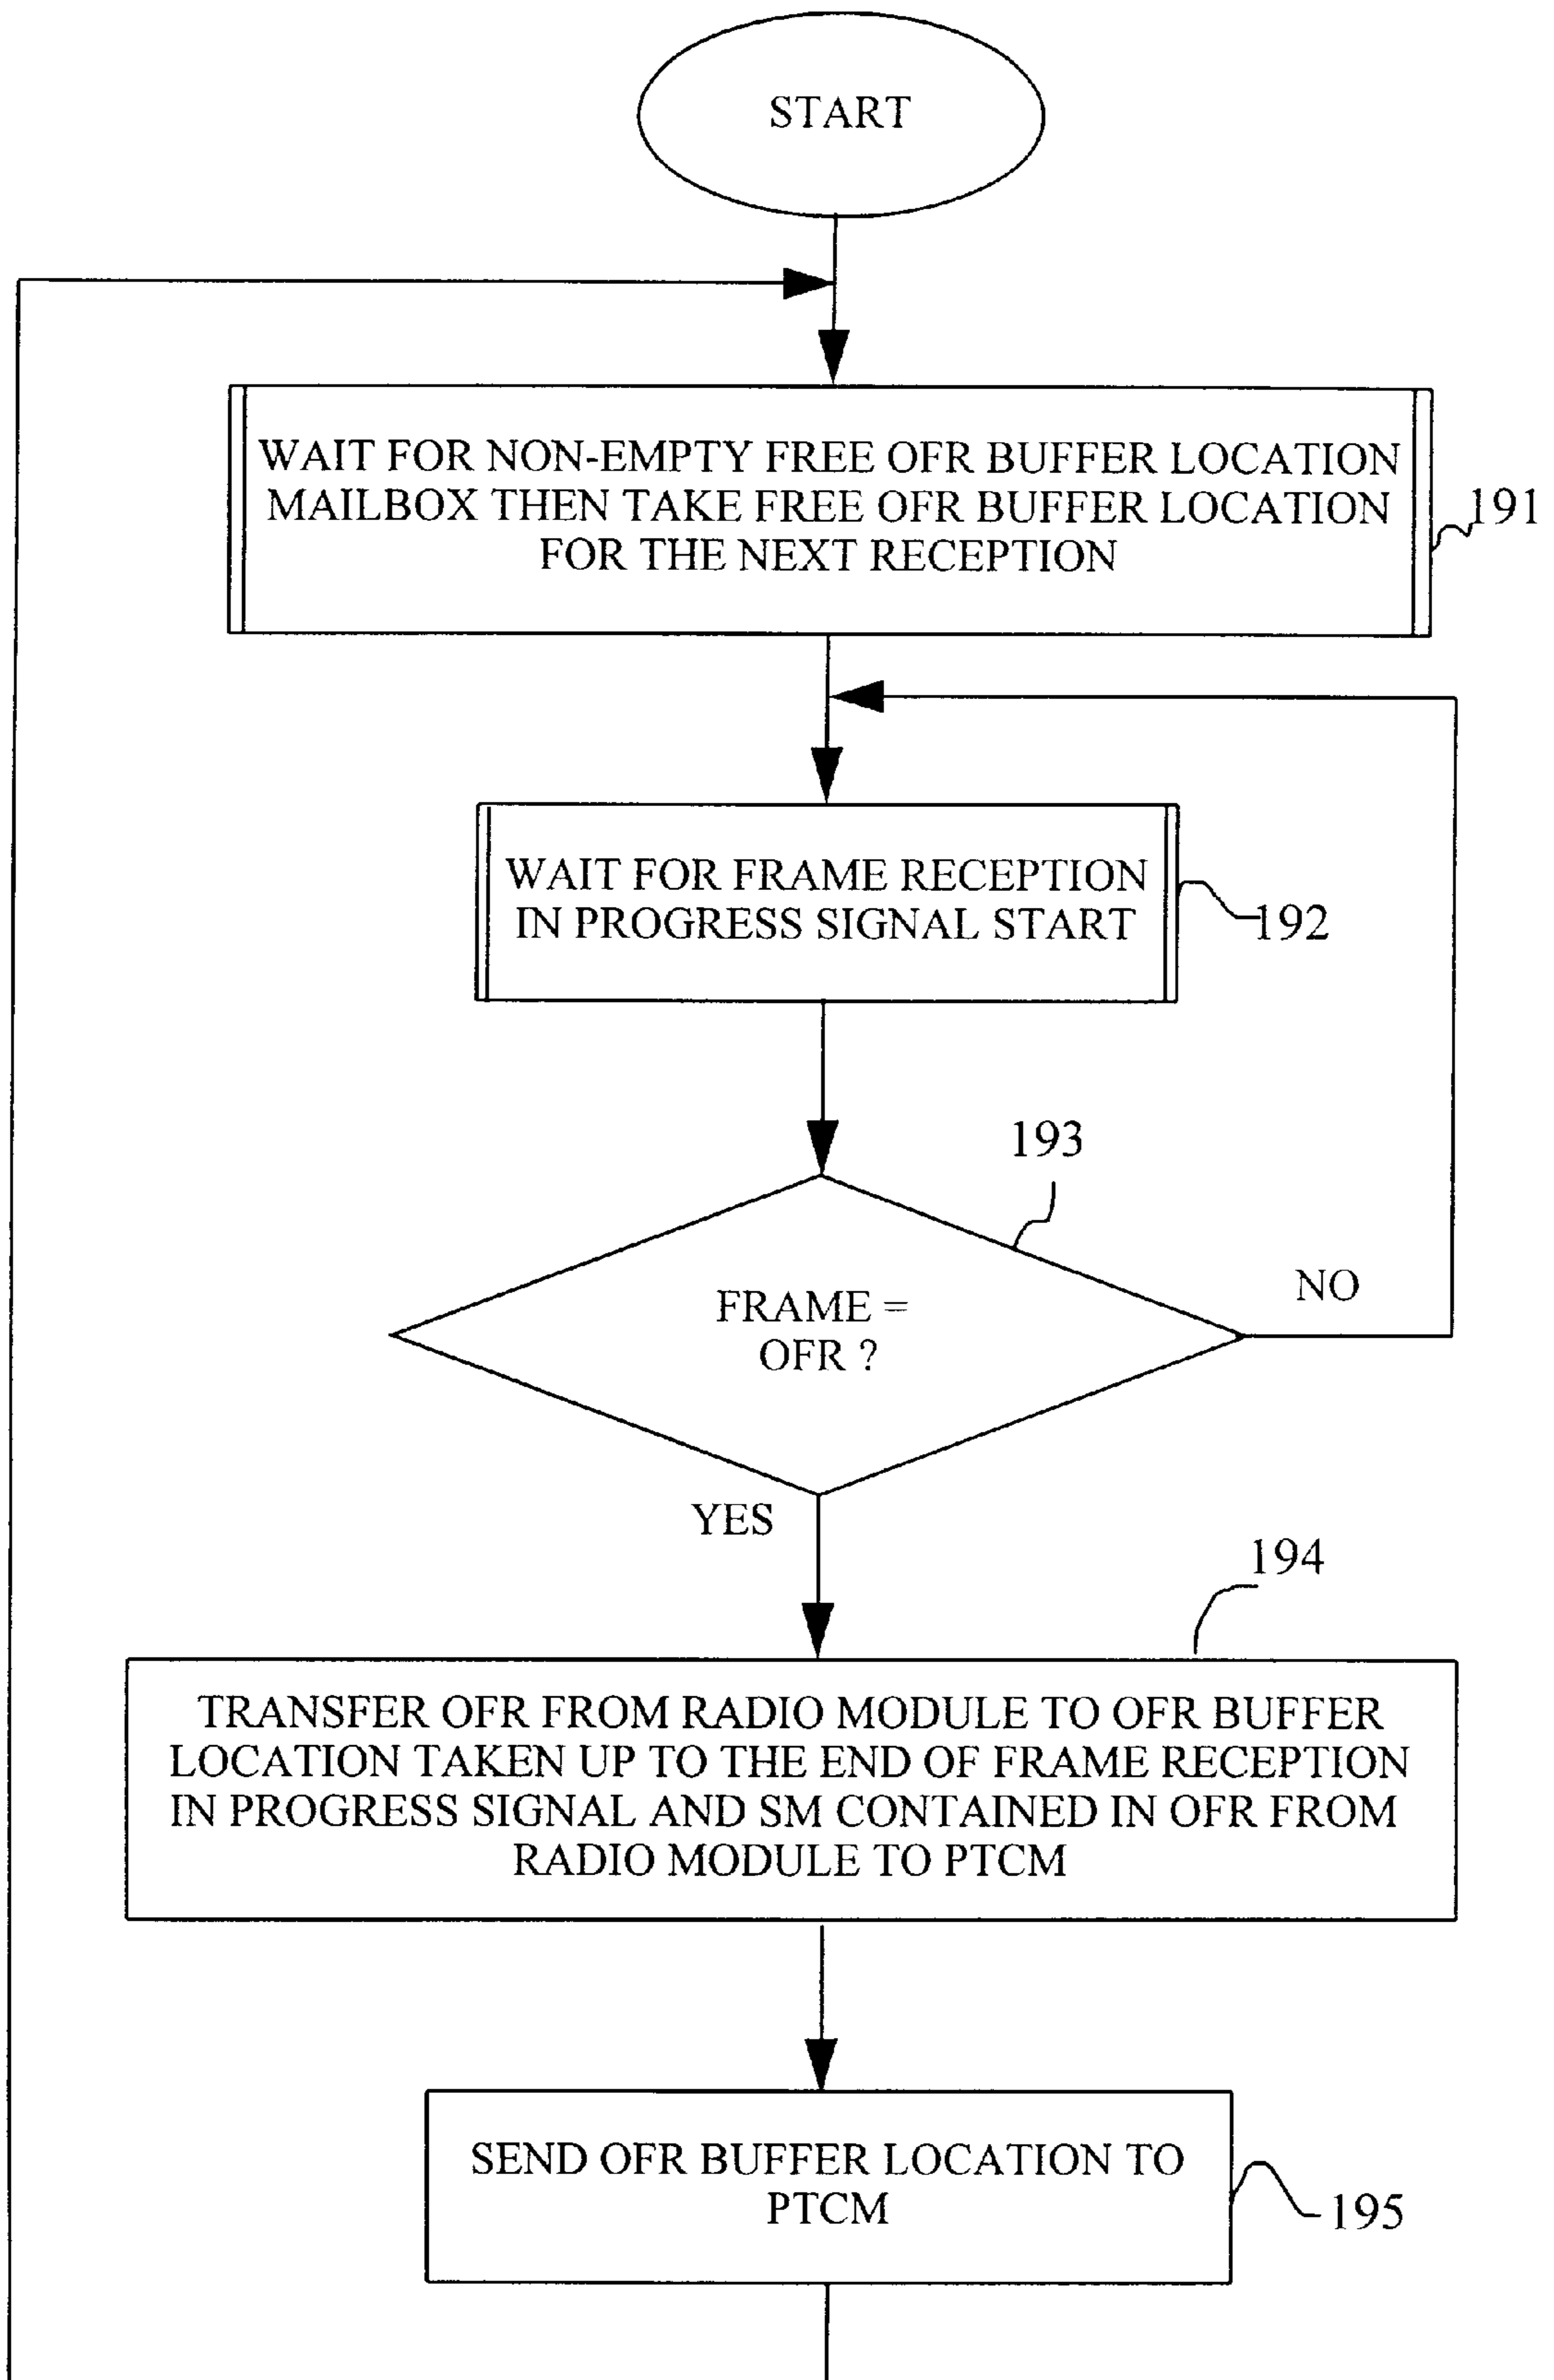 START
WAIT FOR NON-EMPTY FREE OFR BUFFER LOCATION
MAILBOX THEN TAKE FREE OFR BUFFER LOCATION
FOR THE NEXT RECEPTION
191
WAIT FOR FRAME RECEPTION
IN PROGRESS SIGNAL START
192
193
FRAME =
OFR ?
NO
YES
194
TRANSFER OFR FROM RADIO MODULE TO OFR BUFFER
LOCATION TAKEN UP TO THE END OF FRAME RECEPTION
IN PROGRESS SIGNAL AND SM CONTAINED IN OFR FROM
RADIO MODULE TO PTCM
SEND OFR BUFFER LOCATION TO
PTCM
195